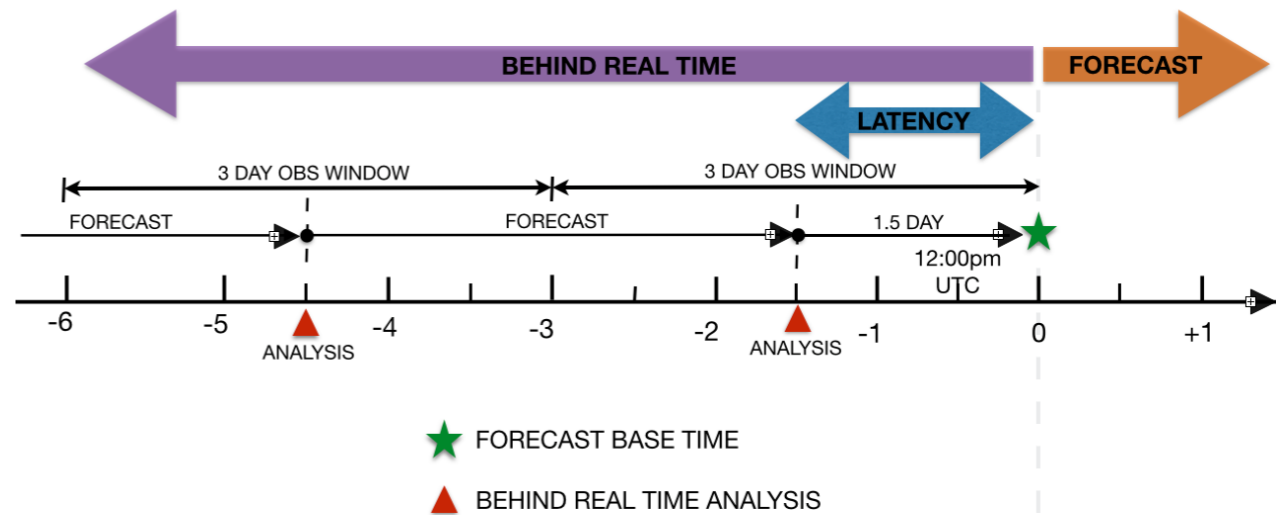 BEHIND REAL TIME
FORECAST
LATENCY
3 DAY OBS WINDOW
3 DAY OBS WINDOW
FORECAST
FORECAST
1.5 DAY
12:00pm
UTC
-6
-5
-4
-3
-2
-1
0
+1
ANALYSIS
ANALYSIS
FORECAST BASE TIME
BEHIND REAL TIME ANALYSIS